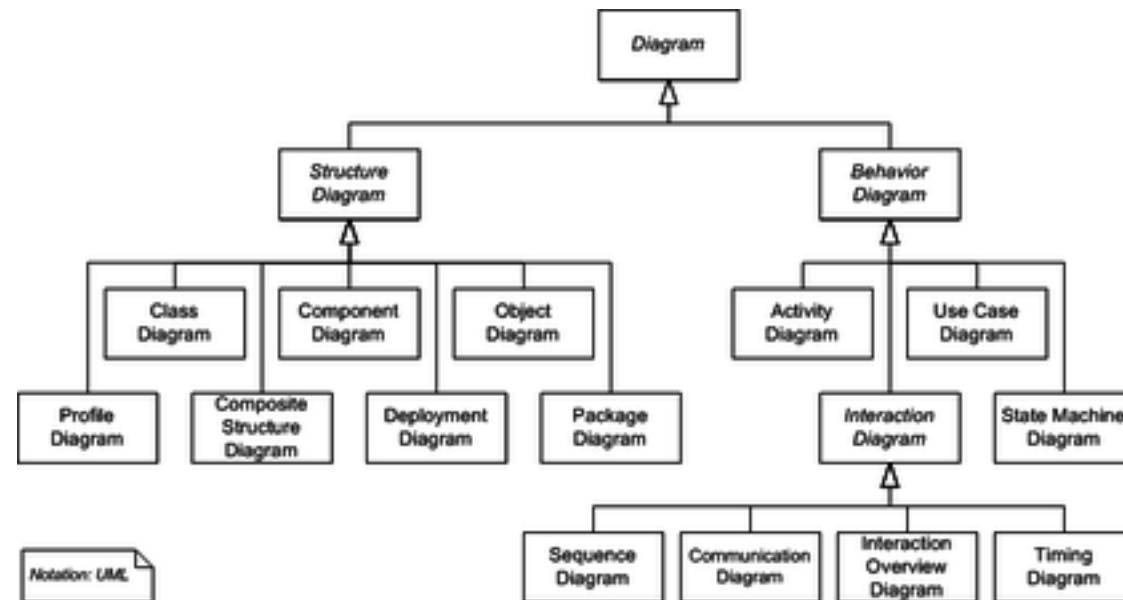 Diagram
Structure
Diagram
Behavior
Diagram
Class
Diagram
Component
Diagram
Object
Diagram
Activity
Diagram
Use Case
Diagram
Profile
Diagram
Composite
Structure
Diagram
Deployment
Diagram
Package
Diagram
Interaction
Diagram
State Machine
Diagram
Sequence
Diagram
Communication
Diagram
Interaction
Overview
Diagram
Timing
Diagram
Notation: UML